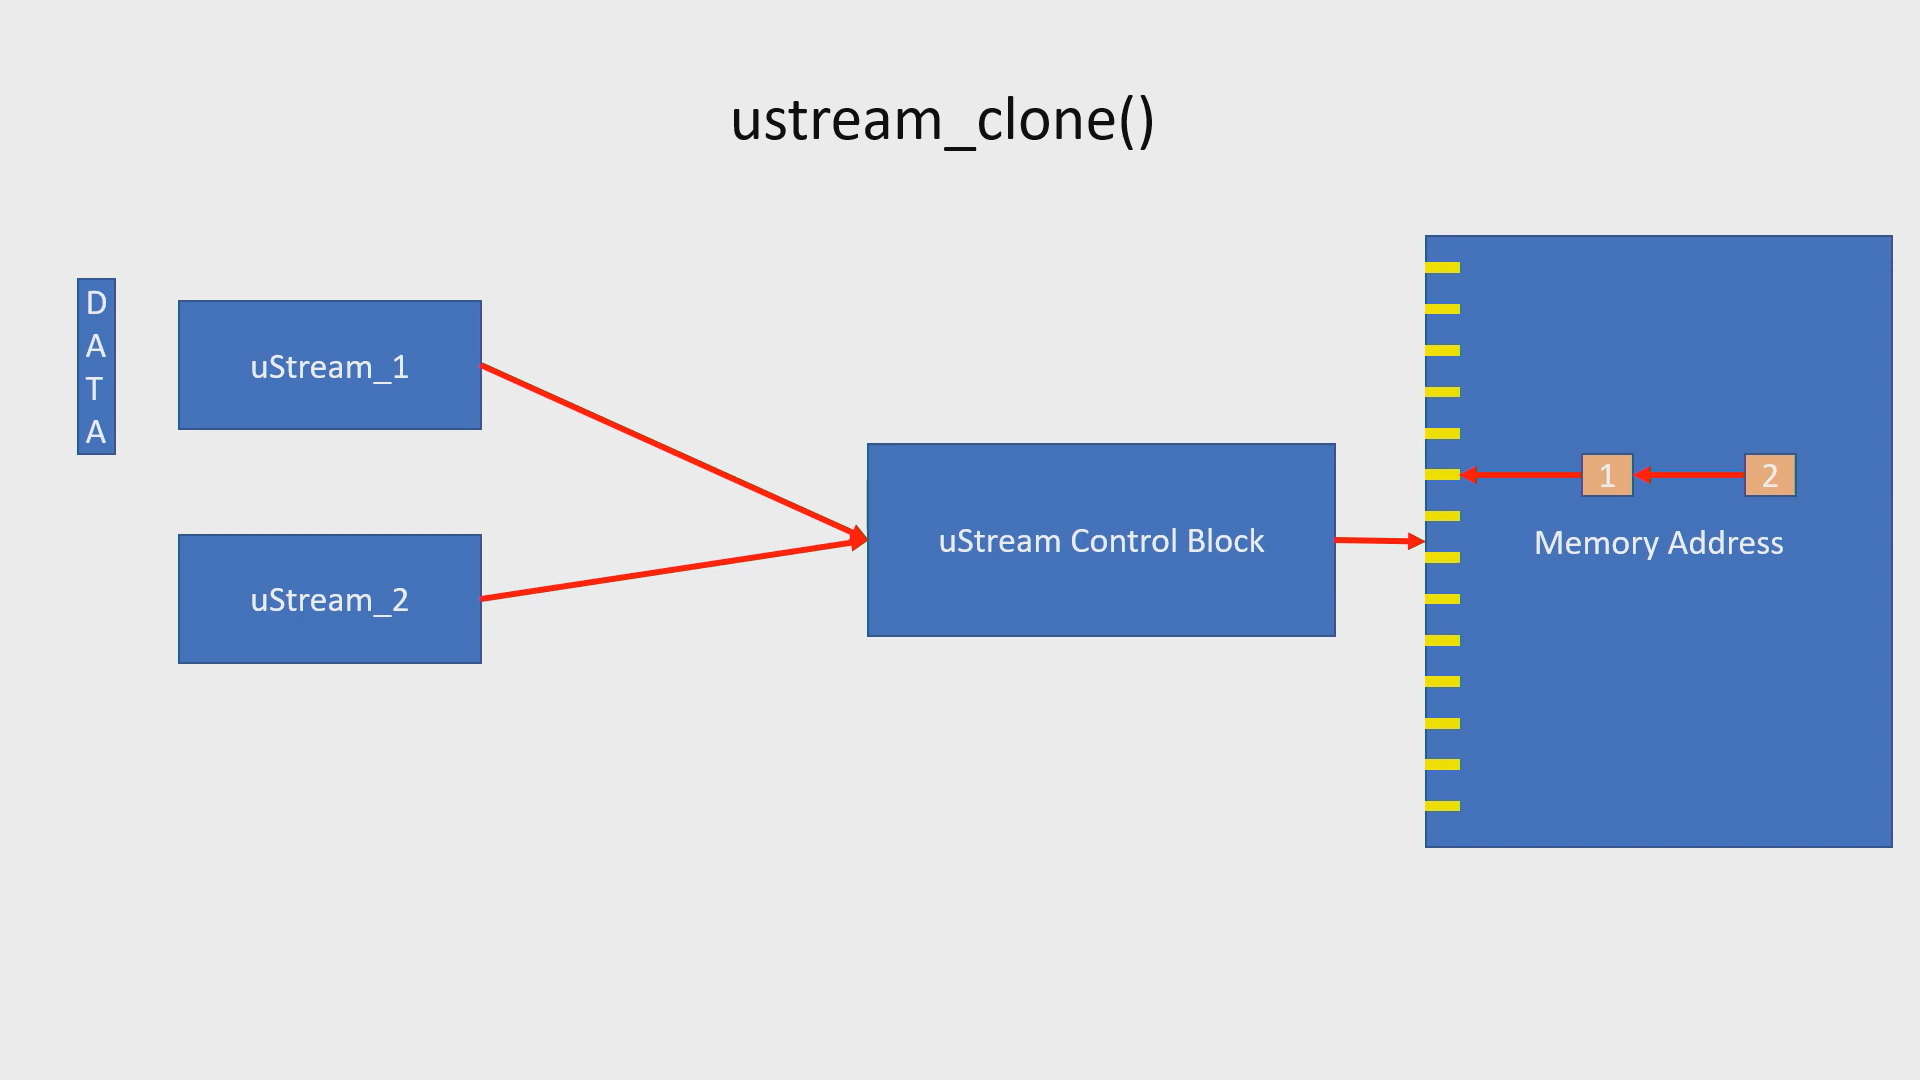 ustream_clone()
D
A
T
A
uStream_1
uStream_2
uStream Control Block
1
2
Memory Address